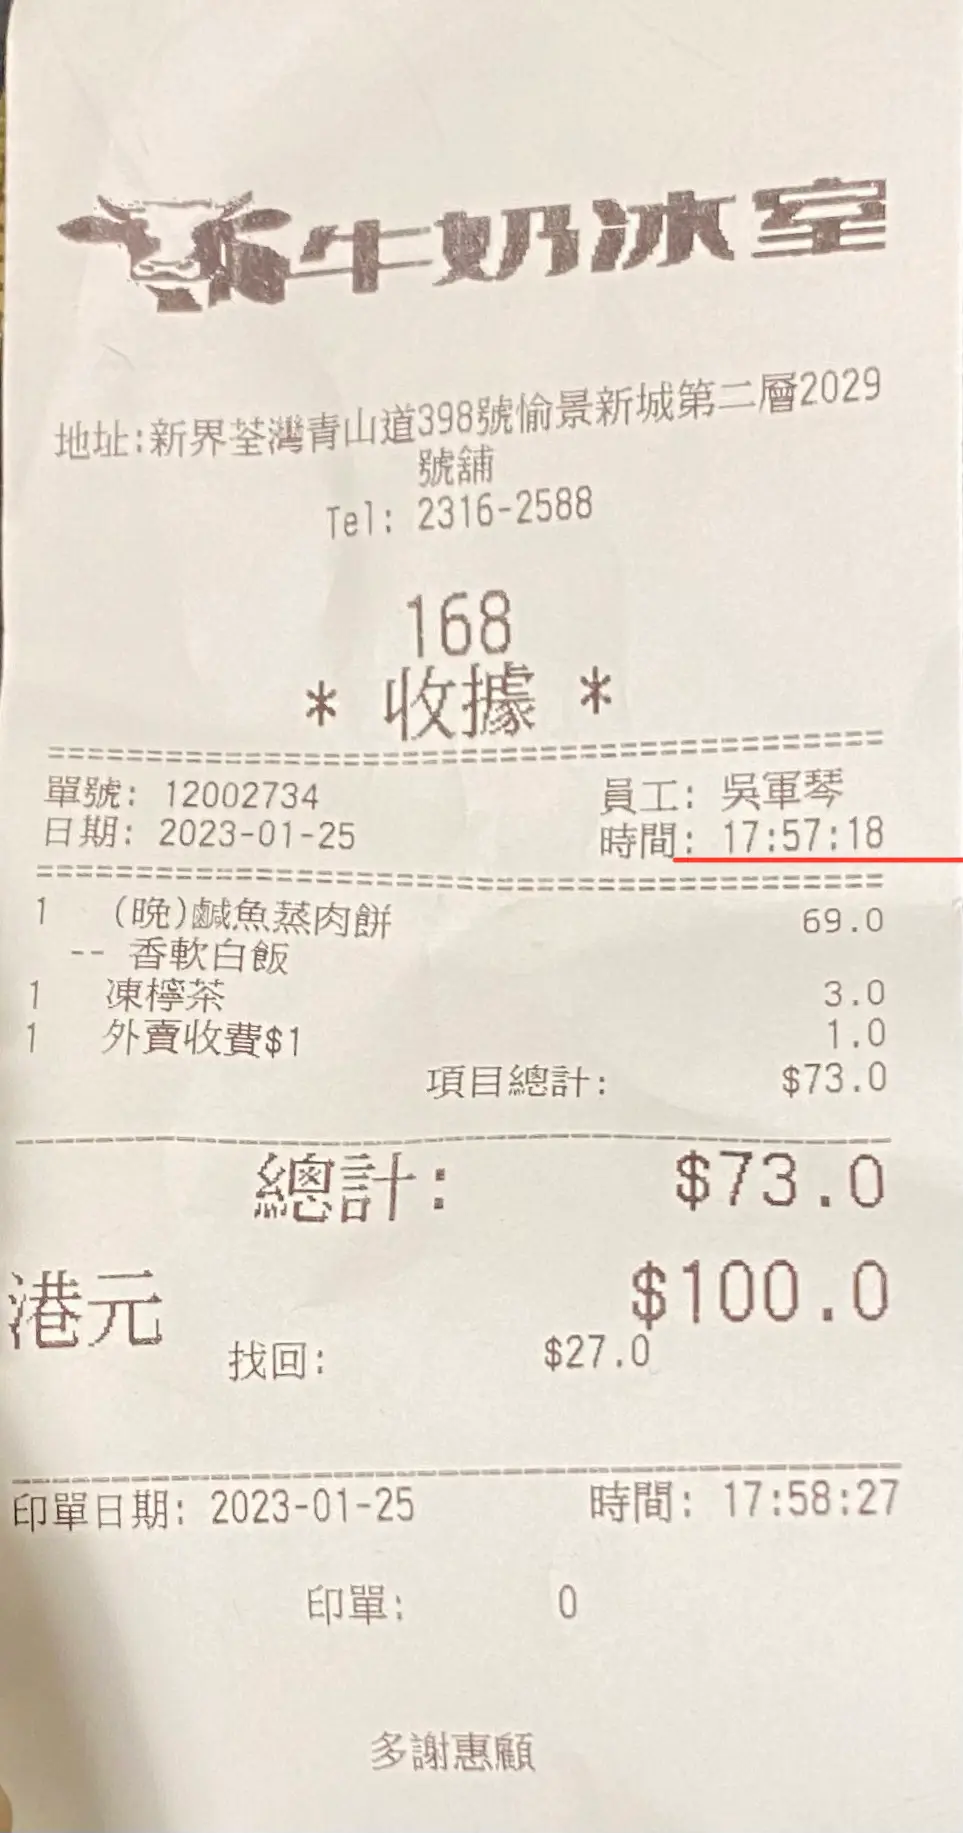 牛奶冰室
地址:新界荃灣青山道398號愉景新城第二層2029
號舖
Tel: 2316-2588
168
* 收據 *
單號: 12002734 員工: 吳軍琴
日期: 2023-01-25 時間: 17:57:18
1 (晚)鹹魚蒸肉餅 69.0
-- 香軟白飯
1 凍檸茶 3.0
1 外賣收費$1 1.0
項目總計: $73.0
總計: $73.0
港元 $100.0
找回: $27.0
印單日期: 2023-01-25 時間: 17:58:27
印單: 0
多謝惠顧